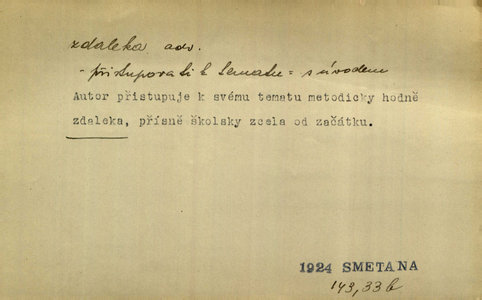 zdaleka adv.
- přistupovati k tematu = s úvodem
Autor přistupuje k svému tematu metodicky hodně
zdaleka, přísně školsky zcela od začátku.
1924 SMETANA
143,33b